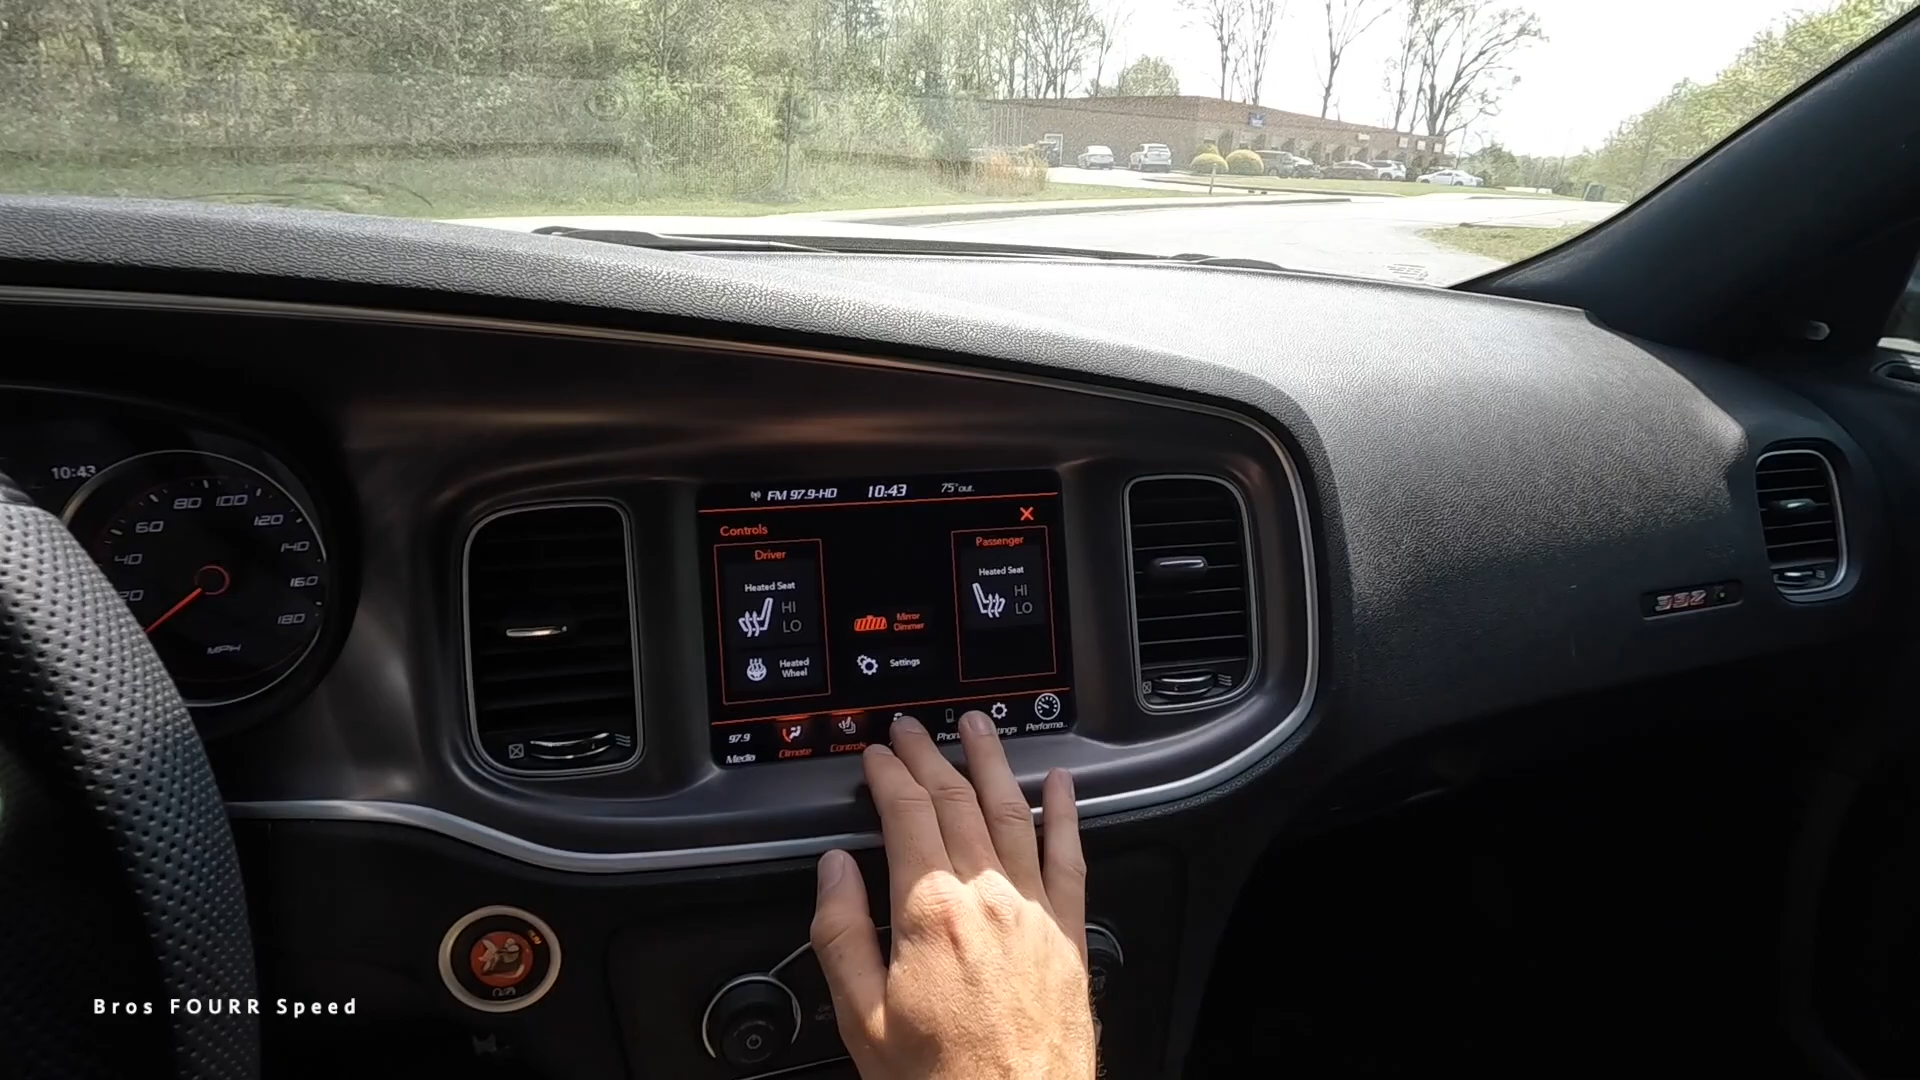 10:43
20
40
60
80
100
120
140
160
180
MPH
FM 97.9-HD
10:43
75°out.
X
Controls
Driver
Heated Seat
HI
LO
Heated
Wheel
Mirror
Dimmer
Settings
Passenger
Heated Seat
HI
LO
97.9
Media
Climate
Controls
Performa..
392
Bros FOURR Speed